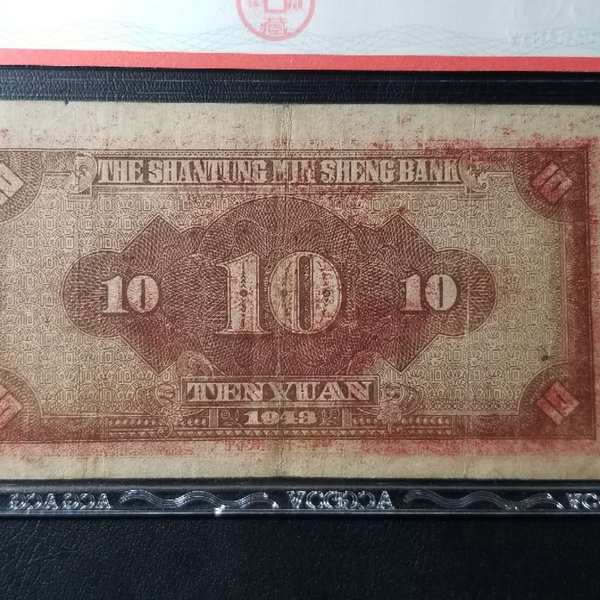 THE SHANTUNG MIN SHENG BANK
10 10 10
TEN YUAN
1943